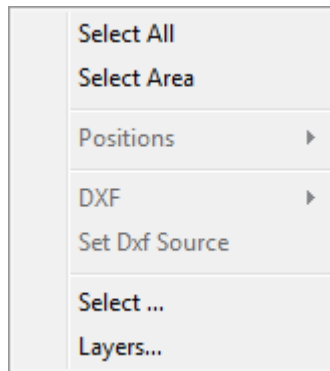 Select All
Select Area
Positions
DXF
Set Dxf Source
Select ...
Layers...